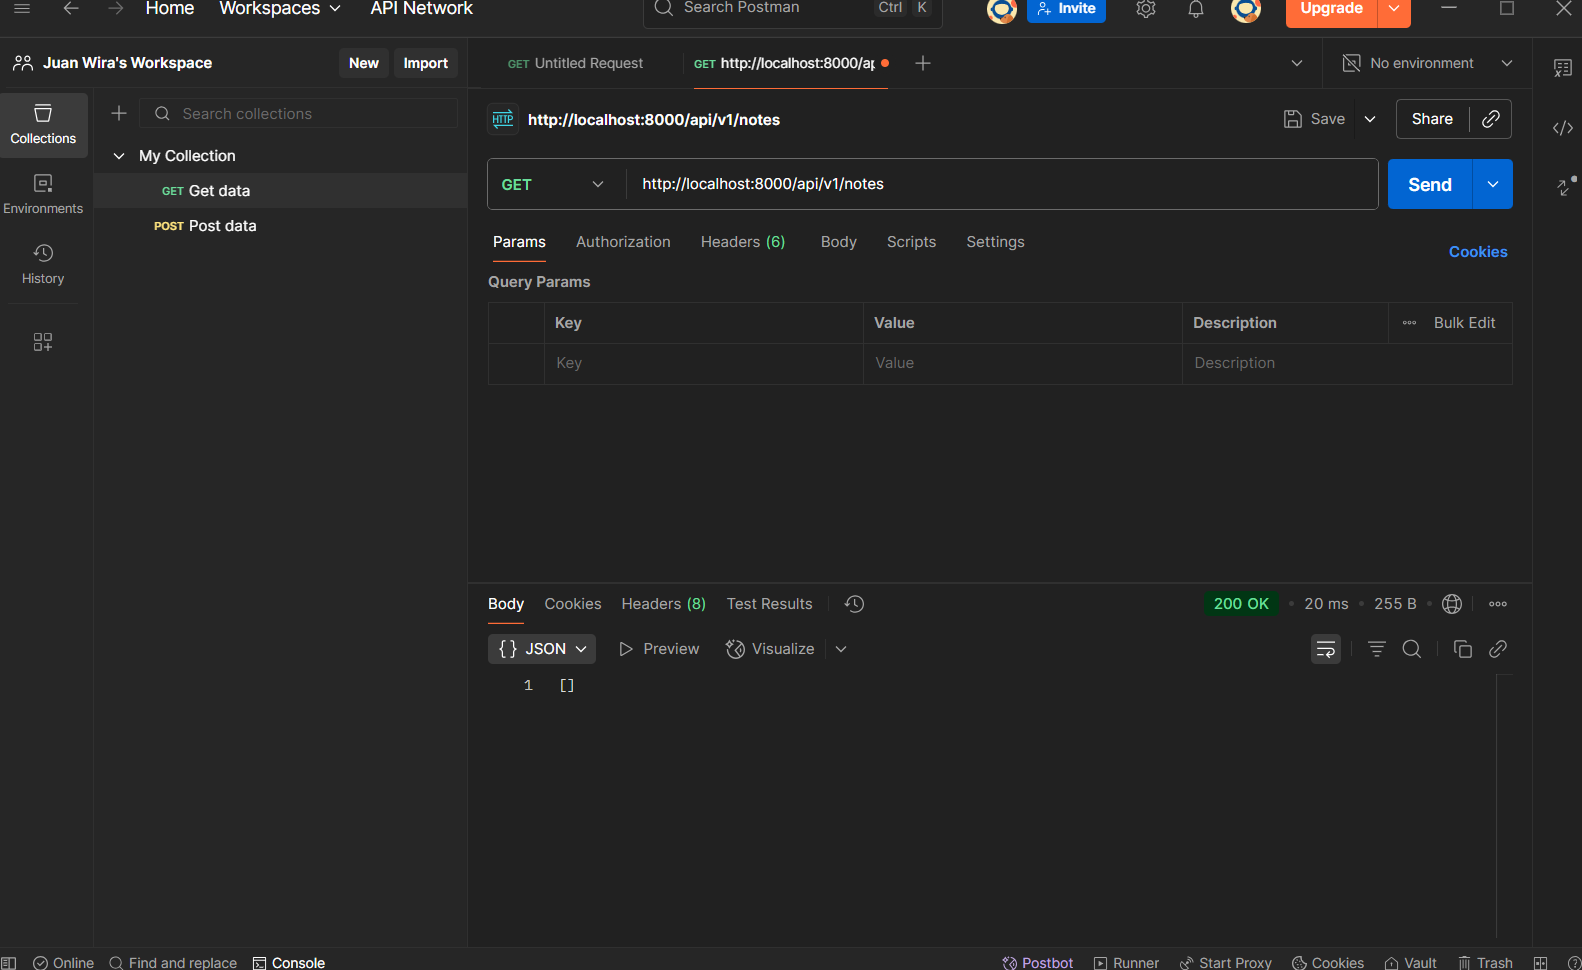 Home Workspaces API Network Search Postman Ctrl K Invite Upgrade
Juan Wira's Workspace New Import GET Untitled Request GET http://localhost:8000/ap No environment
Collections
Search collections
http://localhost:8000/api/v1/notes Save Share
My Collection
GET Get data
POST Post data
Environments
History
GET http://localhost:8000/api/v1/notes Send
Params Authorization Headers (6) Body Scripts Settings Cookies
Query Params
Key Value Description Bulk Edit
Key Value Description
Body Cookies Headers (8) Test Results 200 OK • 20 ms • 255 B •
{} JSON Preview Visualize
1 []
Online Find and replace Console Postbot Runner Start Proxy Cookies Vault Trash